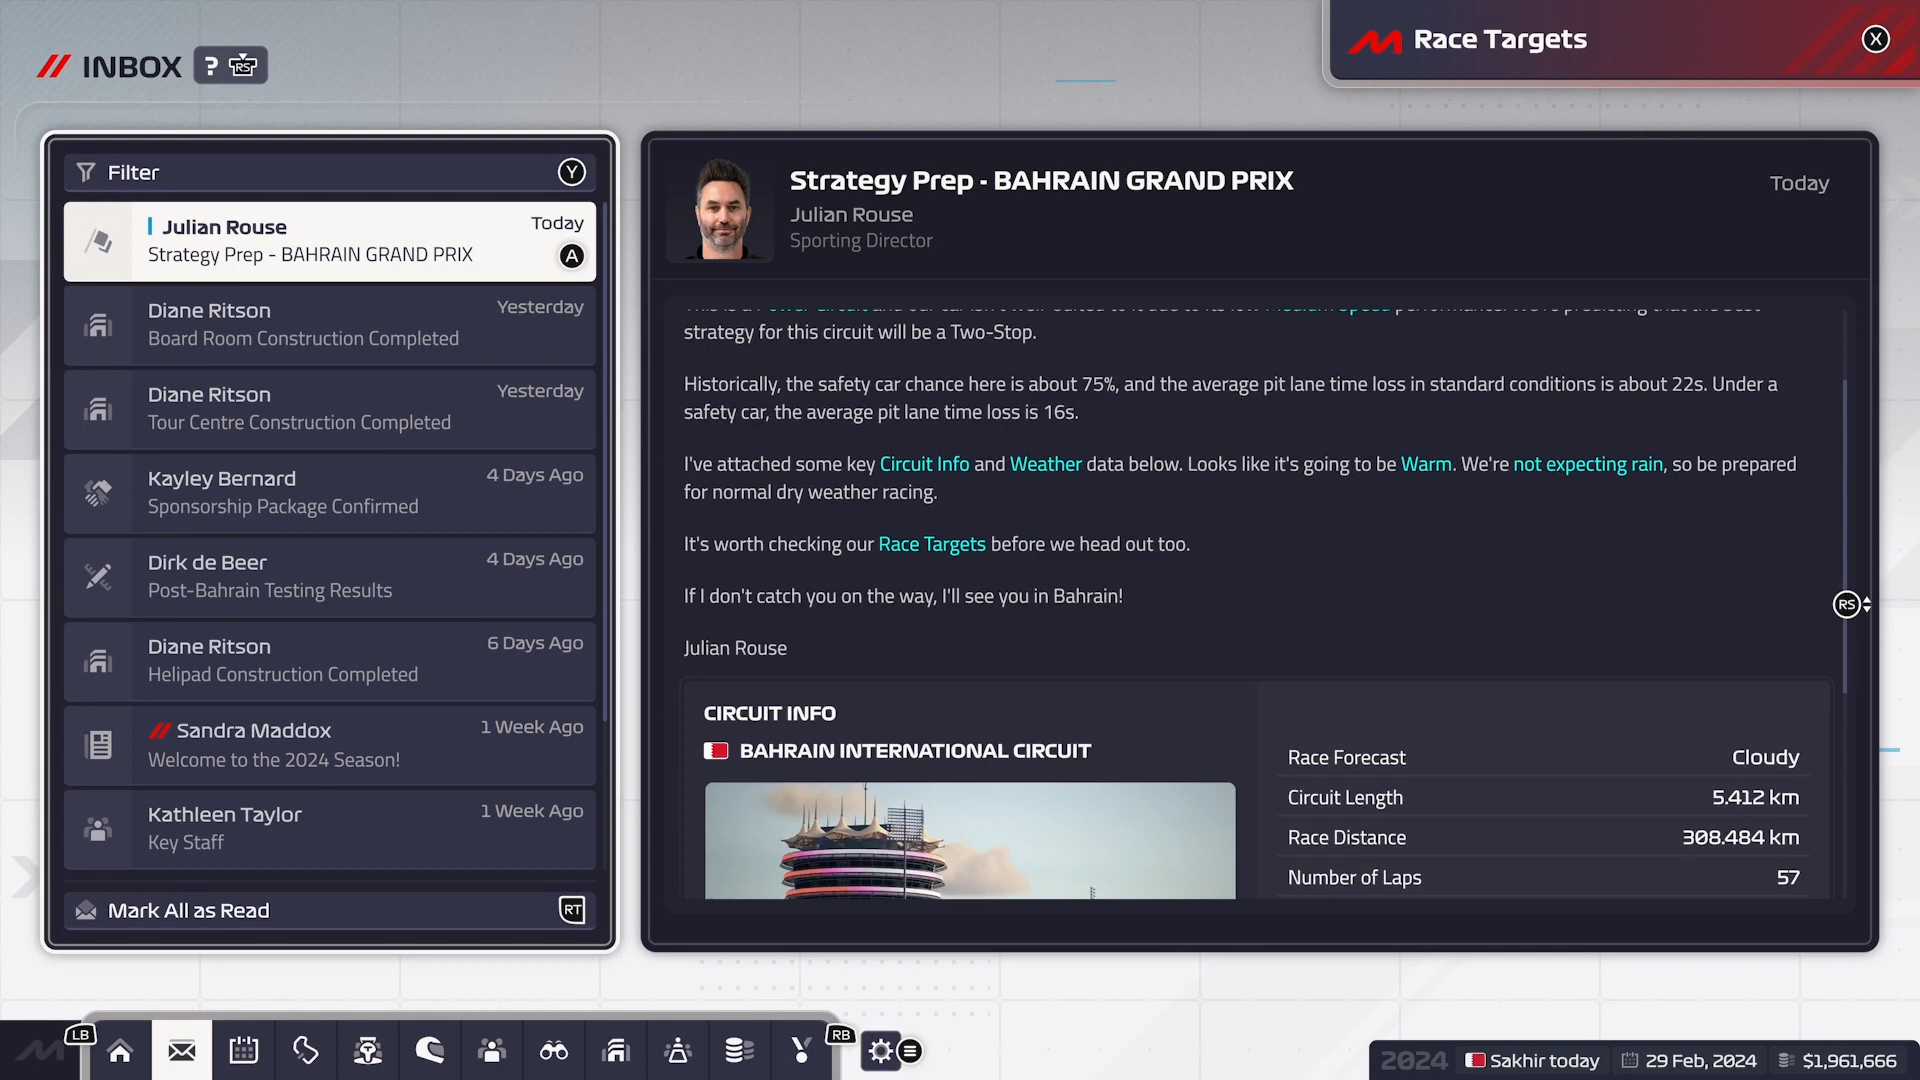 INBOX
? RS
Race Targets
X
Filter
Y
Julian Rouse
Today
Strategy Prep - BAHRAIN GRAND PRIX
A
Diane Ritson
Yesterday
Board Room Construction Completed
Diane Ritson
Yesterday
Tour Centre Construction Completed
Kayley Bernard
4 Days Ago
Sponsorship Package Confirmed
Dirk de Beer
4 Days Ago
Post-Bahrain Testing Results
Diane Ritson
6 Days Ago
Helipad Construction Completed
Sandra Maddox
1 Week Ago
Welcome to the 2024 Season!
Kathleen Taylor
1 Week Ago
Key Staff
Mark All as Read
RT
Strategy Prep - BAHRAIN GRAND PRIX
Today
Julian Rouse
Sporting Director
strategy for this circuit will be a Two-Stop.
Historically, the safety car chance here is about 75%, and the average pit lane time loss in standard conditions is about 22s. Under a
safety car, the average pit lane time loss is 16s.
I've attached some key Circuit Info and Weather data below. Looks like it's going to be Warm. We're not expecting rain, so be prepared
for normal dry weather racing.
It's worth checking our Race Targets before we head out too.
If I don't catch you on the way, I'll see you in Bahrain!
Julian Rouse
RS
CIRCUIT INFO
BAHRAIN INTERNATIONAL CIRCUIT
Race Forecast
Cloudy
Circuit Length
5.412 km
Race Distance
308.484 km
Number of Laps
57
LB
RB
2024
Sakhir today
29 Feb, 2024
$1,961,666